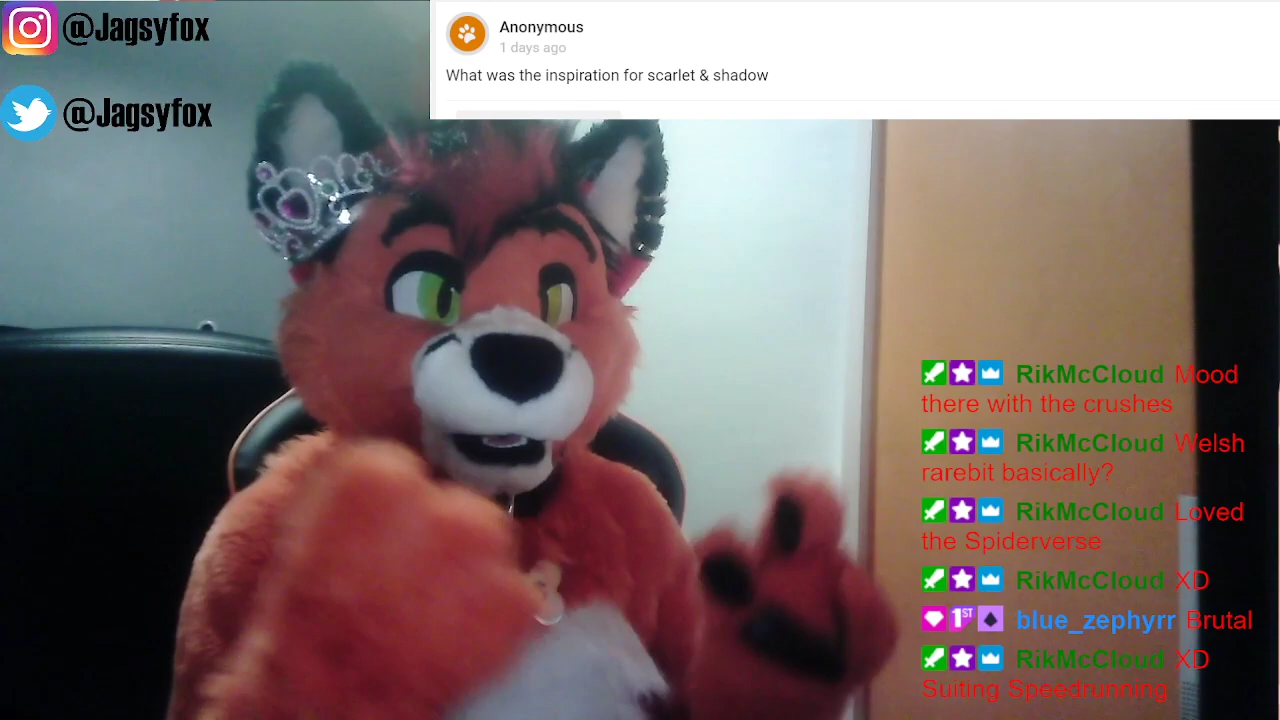 @Jagsyfox
@Jagsyfox
Anonymous
1 days ago
What was the inspiration for scarlet & shadow
RikMcCloud Mood
there with the crushes
RikMcCloud Welsh
rarebit basically?
RikMcCloud Loved
the Spiderverse
RikMcCloud XD
1ST blue_zephyrr Brutal
RikMcCloud XD
Suiting Speedrunning